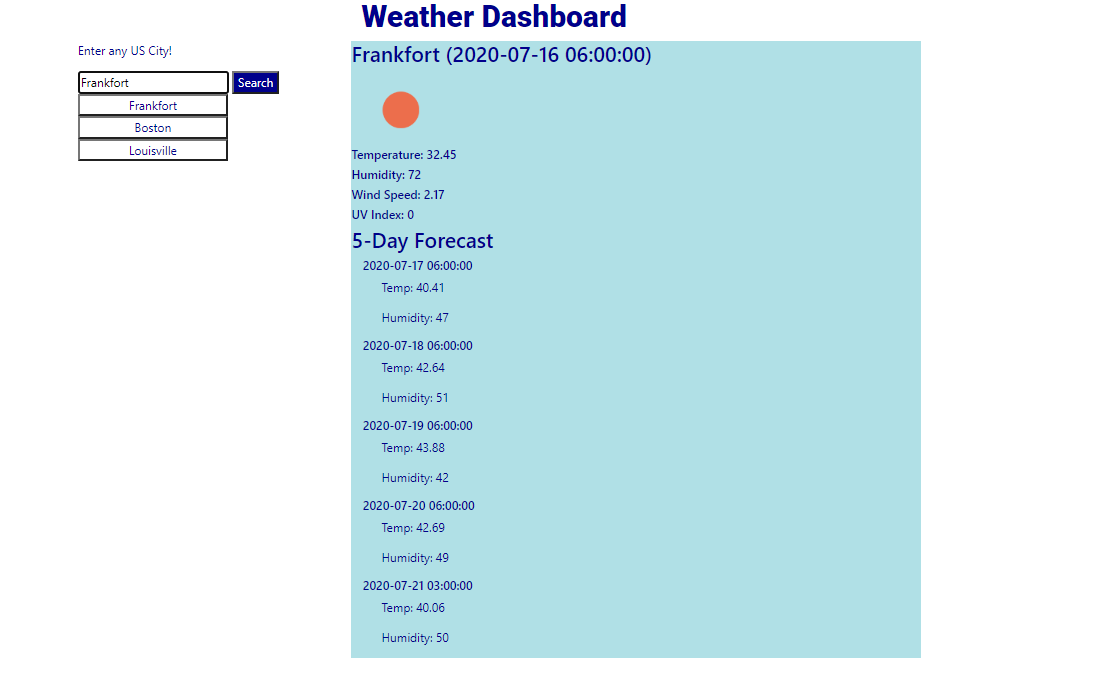 Weather Dashboard
Enter any US City!
Frankfort
Search
Frankfort
Boston
Louisville
Frankfort (2020-07-16 06:00:00)
Temperature: 32.45
Humidity: 72
Wind Speed: 2.17
UV Index: 0
5-Day Forecast
2020-07-17 06:00:00
Temp: 40.41
Humidity: 47
2020-07-18 06:00:00
Temp: 42.64
Humidity: 51
2020-07-19 06:00:00
Temp: 43.88
Humidity: 42
2020-07-20 06:00:00
Temp: 42.69
Humidity: 49
2020-07-21 03:00:00
Temp: 40.06
Humidity: 50